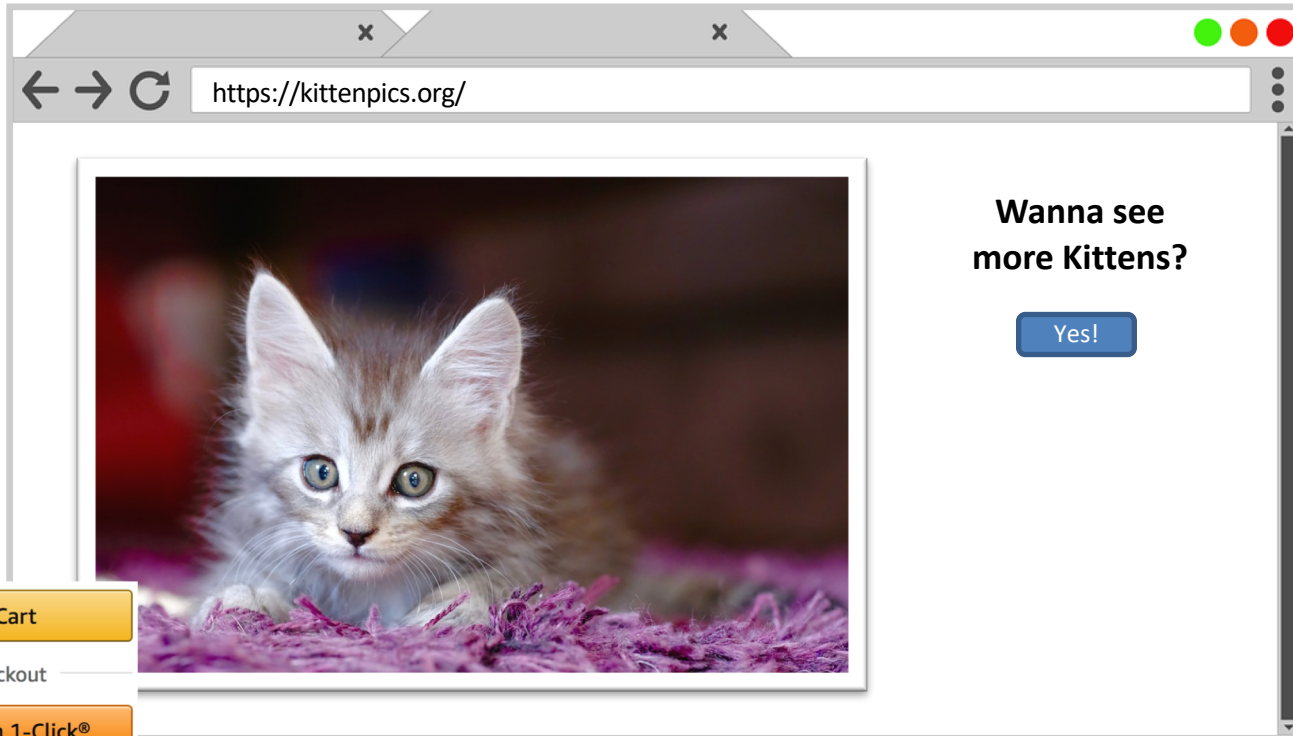 https://kittenpics.org/
Wanna see
more Kittens?
Yes!
Cart
ckout
1-Click®